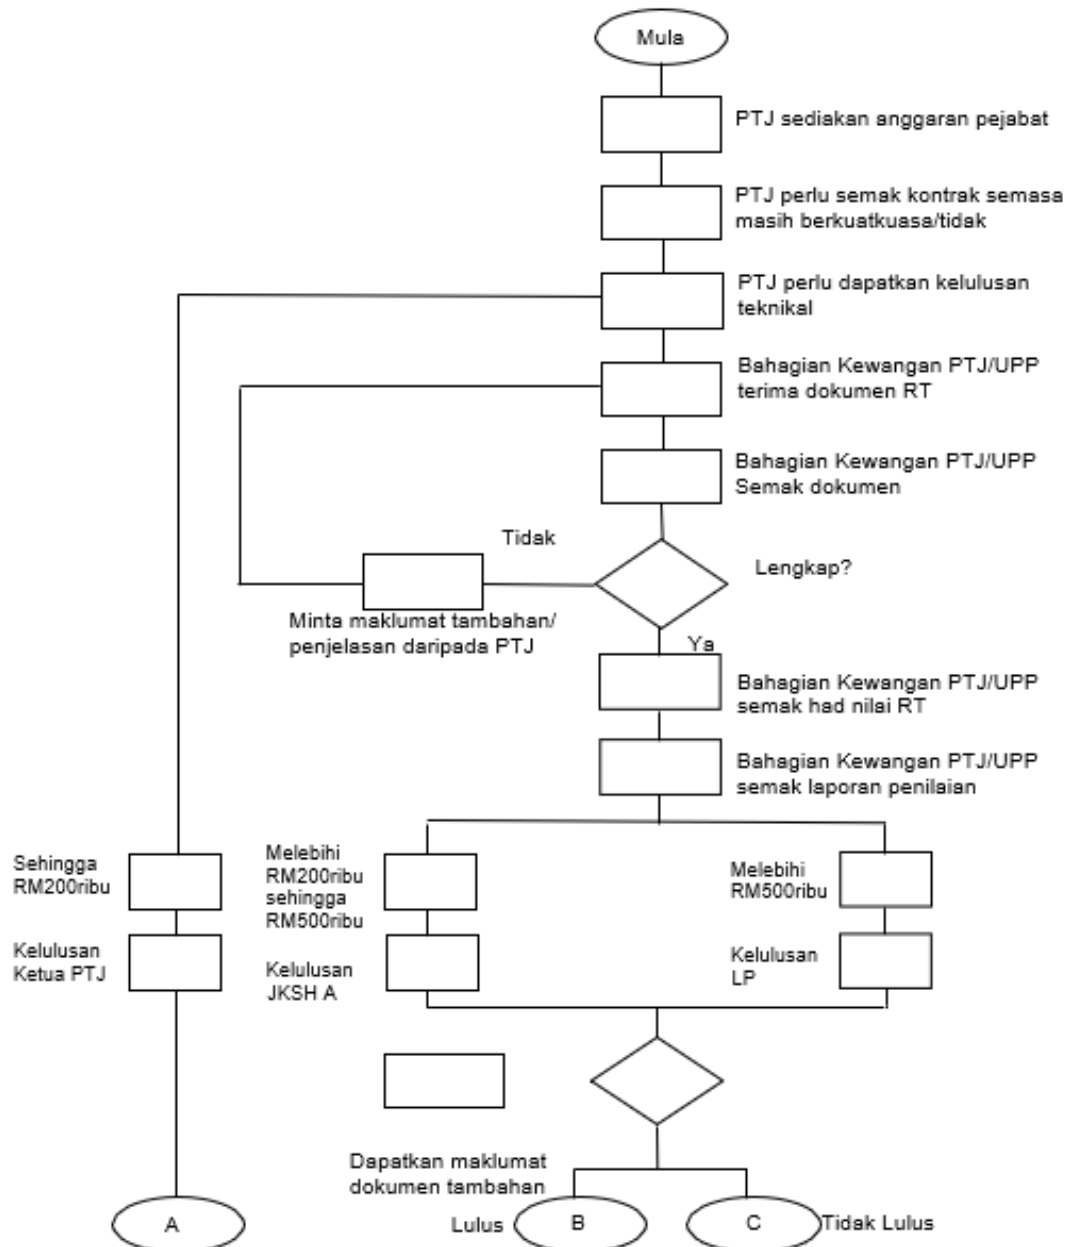 Mula
PTJ sediakan anggaran pejabat
PTJ perlu semak kontrak semasa
masih berkuatkuasa/tidak
PTJ perlu dapatkan kelulusan
teknikal
Bahagian Kewangan PTJ/UPP
terima dokumen RT
Bahagian Kewangan PTJ/UPP
Semak dokumen
Tidak
Lengkap?
Minta maklumat tambahan/
penjelasan daripada PTJ
Ya
Bahagian Kewangan PTJ/UPP
semak had nilai RT
Bahagian Kewangan PTJ/UPP
semak laporan penilaian
Sehingga
RM200ribu
Melebihi
RM200ribu
sehingga
RM500ribu
Melebihi
RM500ribu
Kelulusan
Ketua PTJ
Kelulusan
JKSH A
Kelulusan
LP
Dapatkan maklumat
dokumen tambahan
A
Lulus
B
C
Tidak Lulus